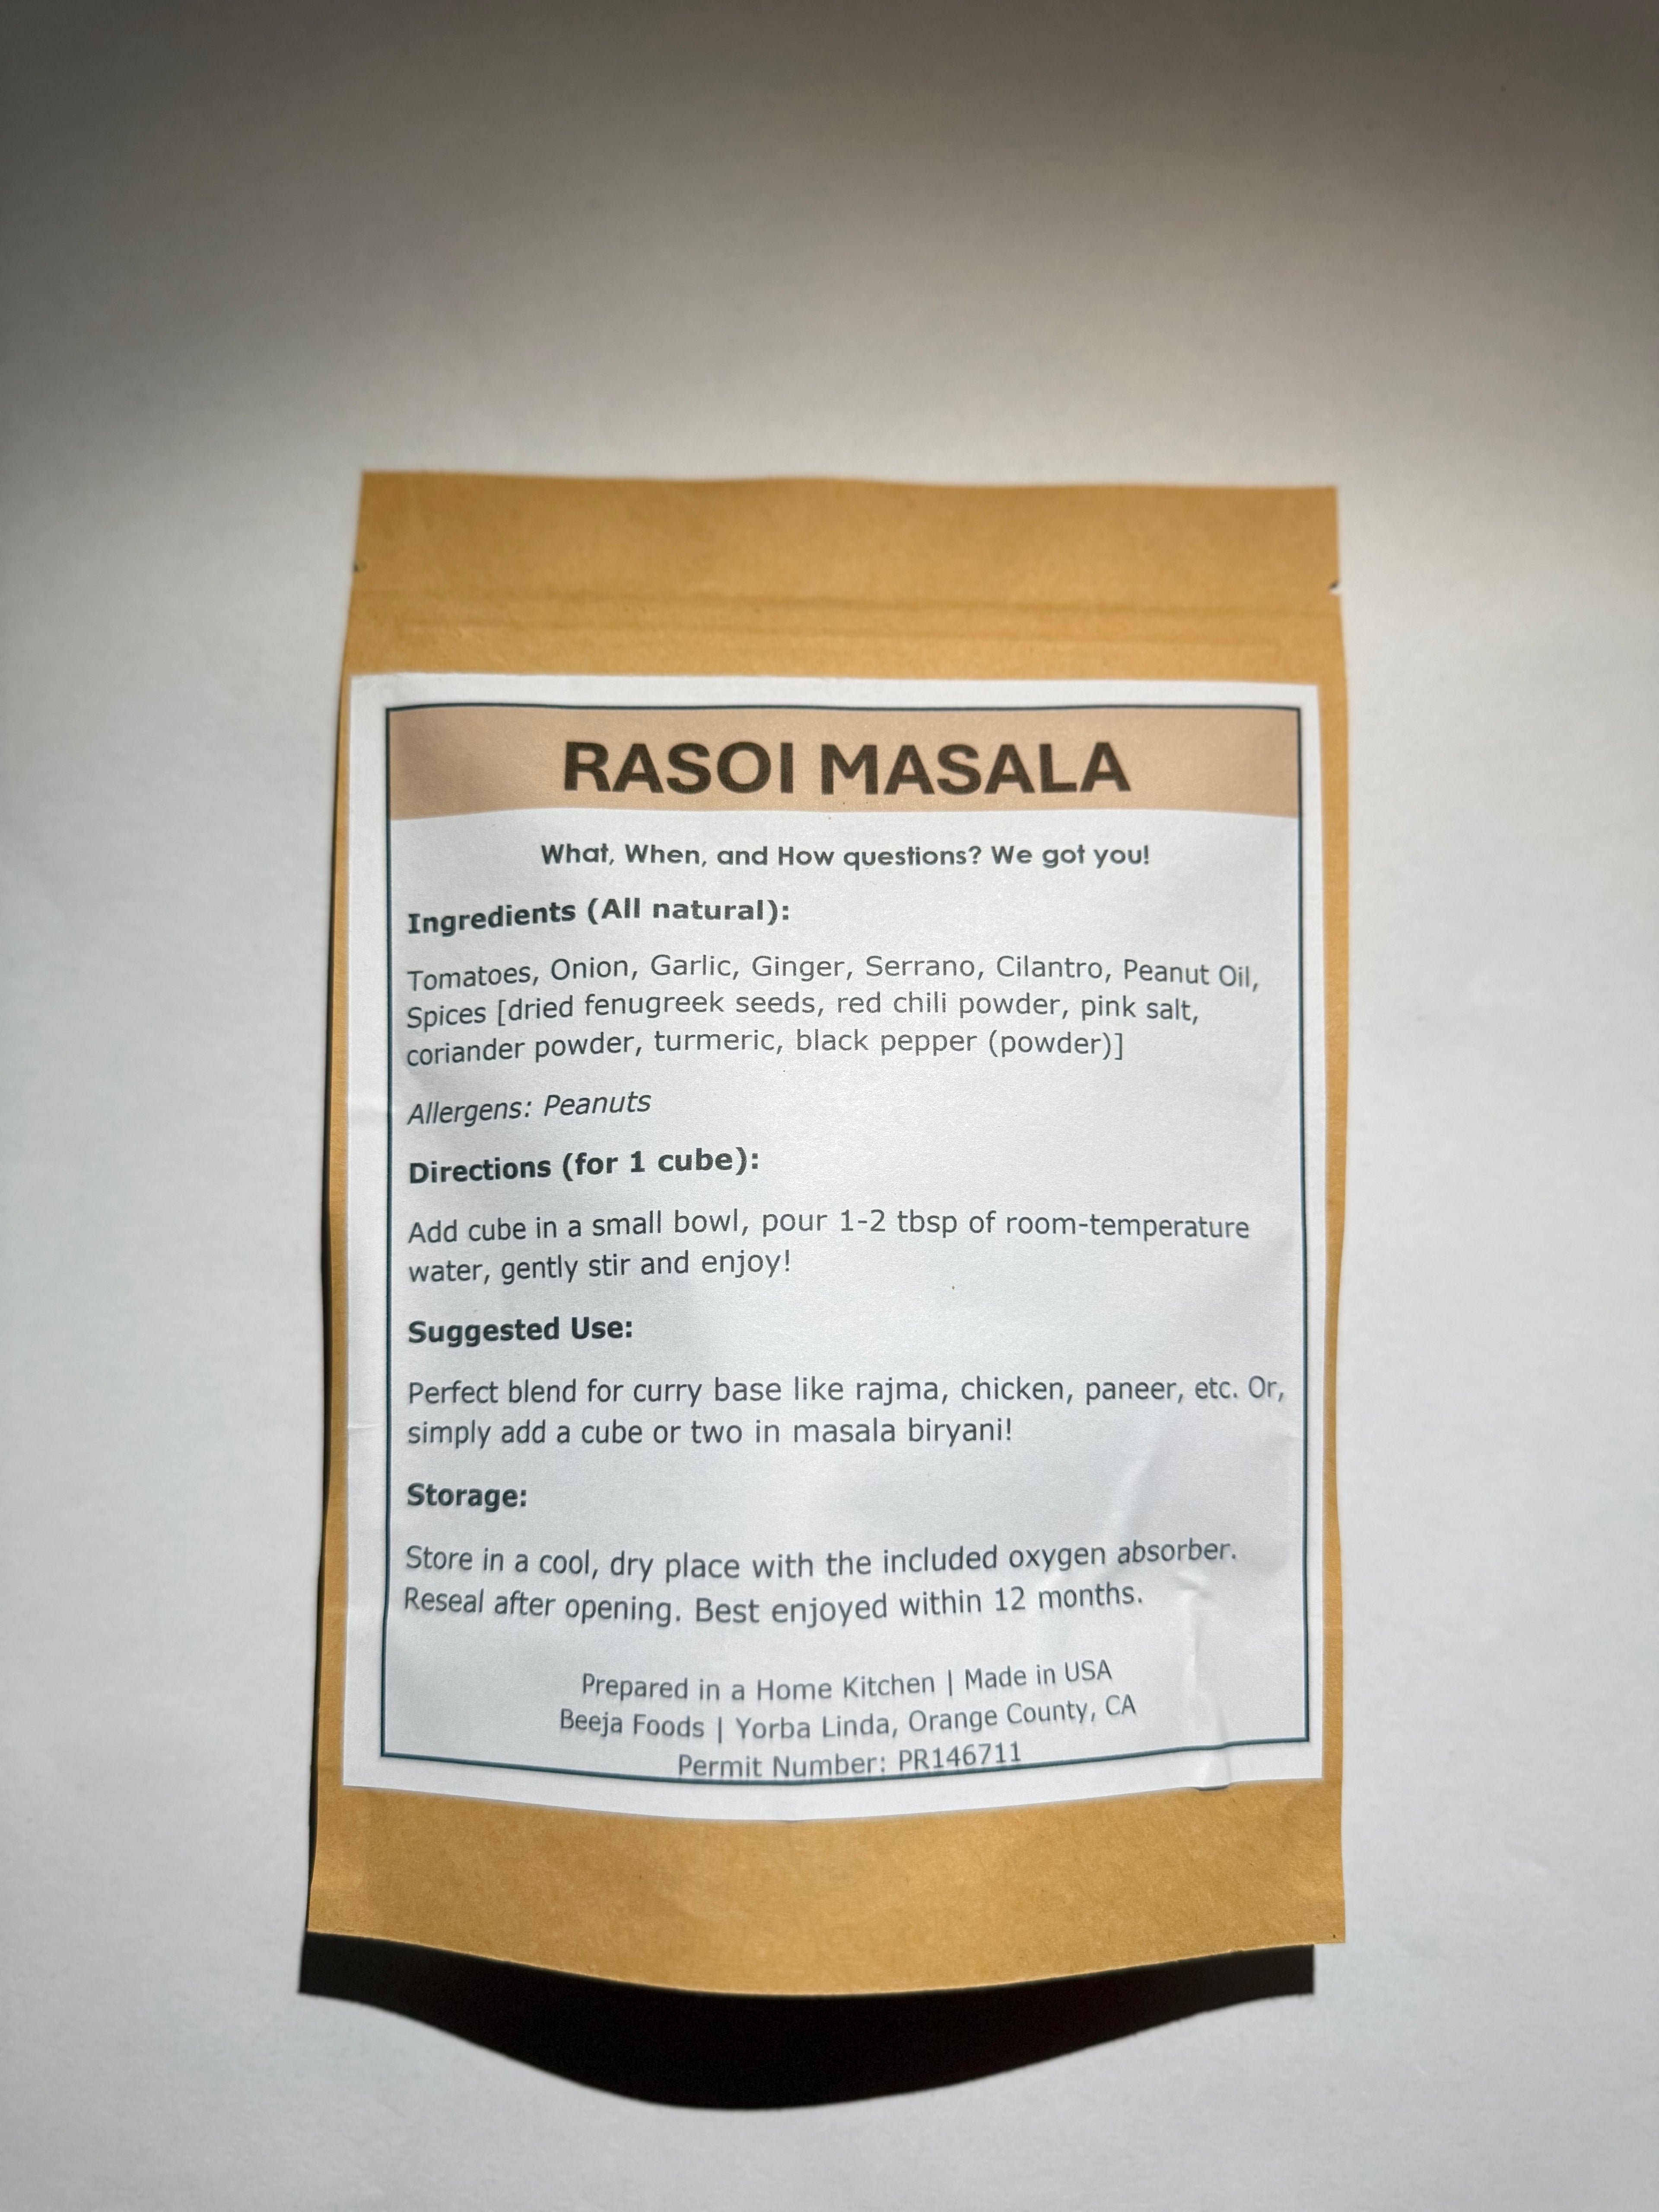 RASOI MASALA
What, When, and How questions? We got you!
Ingredients (All natural):
Tomatoes, Onion, Garlic, Ginger, Serrano, Cilantro, Peanut Oil,
Spices [dried fenugreek seeds, red chili powder, pink salt,
coriander powder, turmeric, black pepper (powder)]
Allergens: Peanuts
Directions (for 1 cube):
Add cube in a small bowl, pour 1-2 tbsp of room-temperature
water, gently stir and enjoy!
Suggested Use:
Perfect blend for curry base like rajma, chicken, paneer, etc. Or,
simply add a cube or two in masala biryani!
Storage:
Store in a cool, dry place with the included oxygen absorber.
Reseal after opening. Best enjoyed within 12 months.
Prepared in a Home Kitchen | Made in USA
Beeja Foods | Yorba Linda, Orange County, CA
Permit Number: PR146711